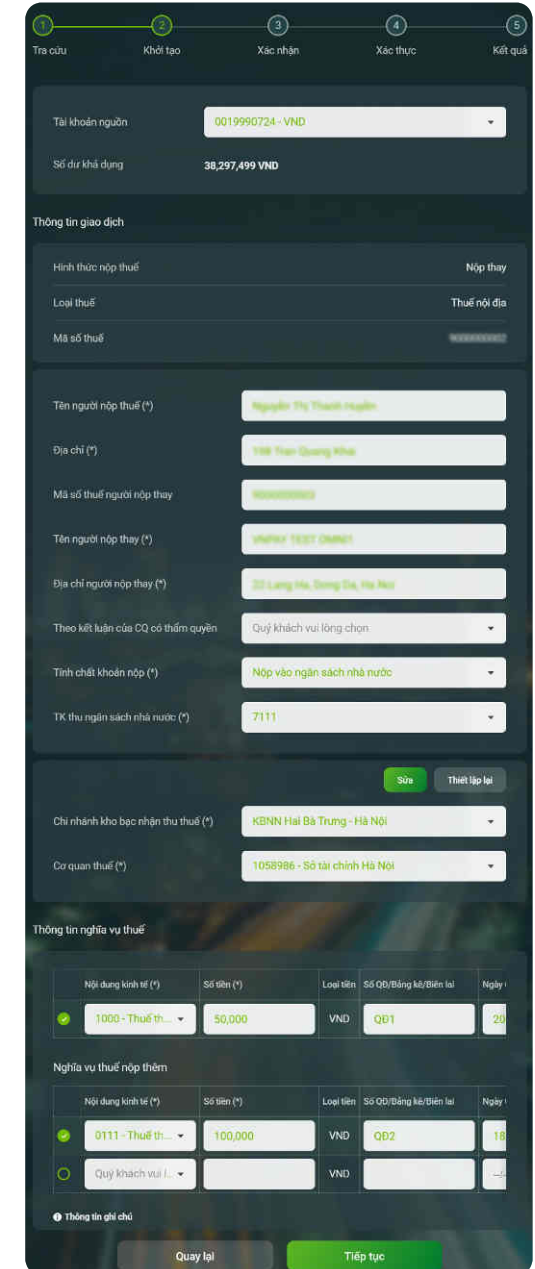 1 2 3 4 5
Tra cứu Khởi tạo Xác nhận Xác thực Kết quả
Tài khoản nguồn 0019990724 - VND
Số dư khả dụng 38,297,499 VND
Thông tin giao dịch
Hình thức nộp thuế Nộp thay
Loại thuế Thuế nội địa
Mã số thuế
Tên người nộp thuế (*)
Địa chỉ (*)
Mã số thuế người nộp thay
Tên người nộp thay (*)
Địa chỉ người nộp thay (*)
Theo kết luận của CQ có thẩm quyền Quý khách vui lòng chọn
Tính chất khoản nộp (*) Nộp vào ngân sách nhà nước
TK thu ngân sách nhà nước (*) 7111
Sửa Thiết lập lại
Chi nhánh kho bạc nhận thu thuế (*) KBNN Hai Bà Trưng - Hà Nội
Cơ quan thuế (*) 1058986 - Sở tài chính Hà Nội
Thông tin nghĩa vụ thuế
Nội dung kinh tế (*) Số tiền (*) Loại tiền Số QD/Bảng kê/Biên lai Ngày
1000 - Thuế th... 50,000 VND QĐ1 20
Nghĩa vụ thuế nộp thêm
Nội dung kinh tế (*) Số tiền (*) Loại tiền Số QD/Bảng kê/Biên lai Ngày
0111 - Thuế th... 100,000 VND QĐ2 18
Quý khách vui l... VND --/-
Thông tin ghi chú
Quay lại Tiếp tục